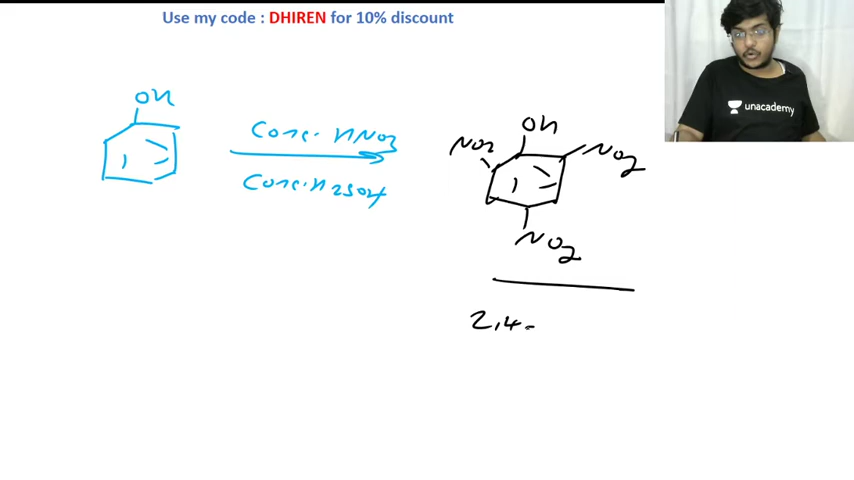 Use my code : DHIREN for 10% discount
unacademy
OH
Conc. HNO3
Conc. H2SO4
OH
NO2
NO2
NO2
2,4-